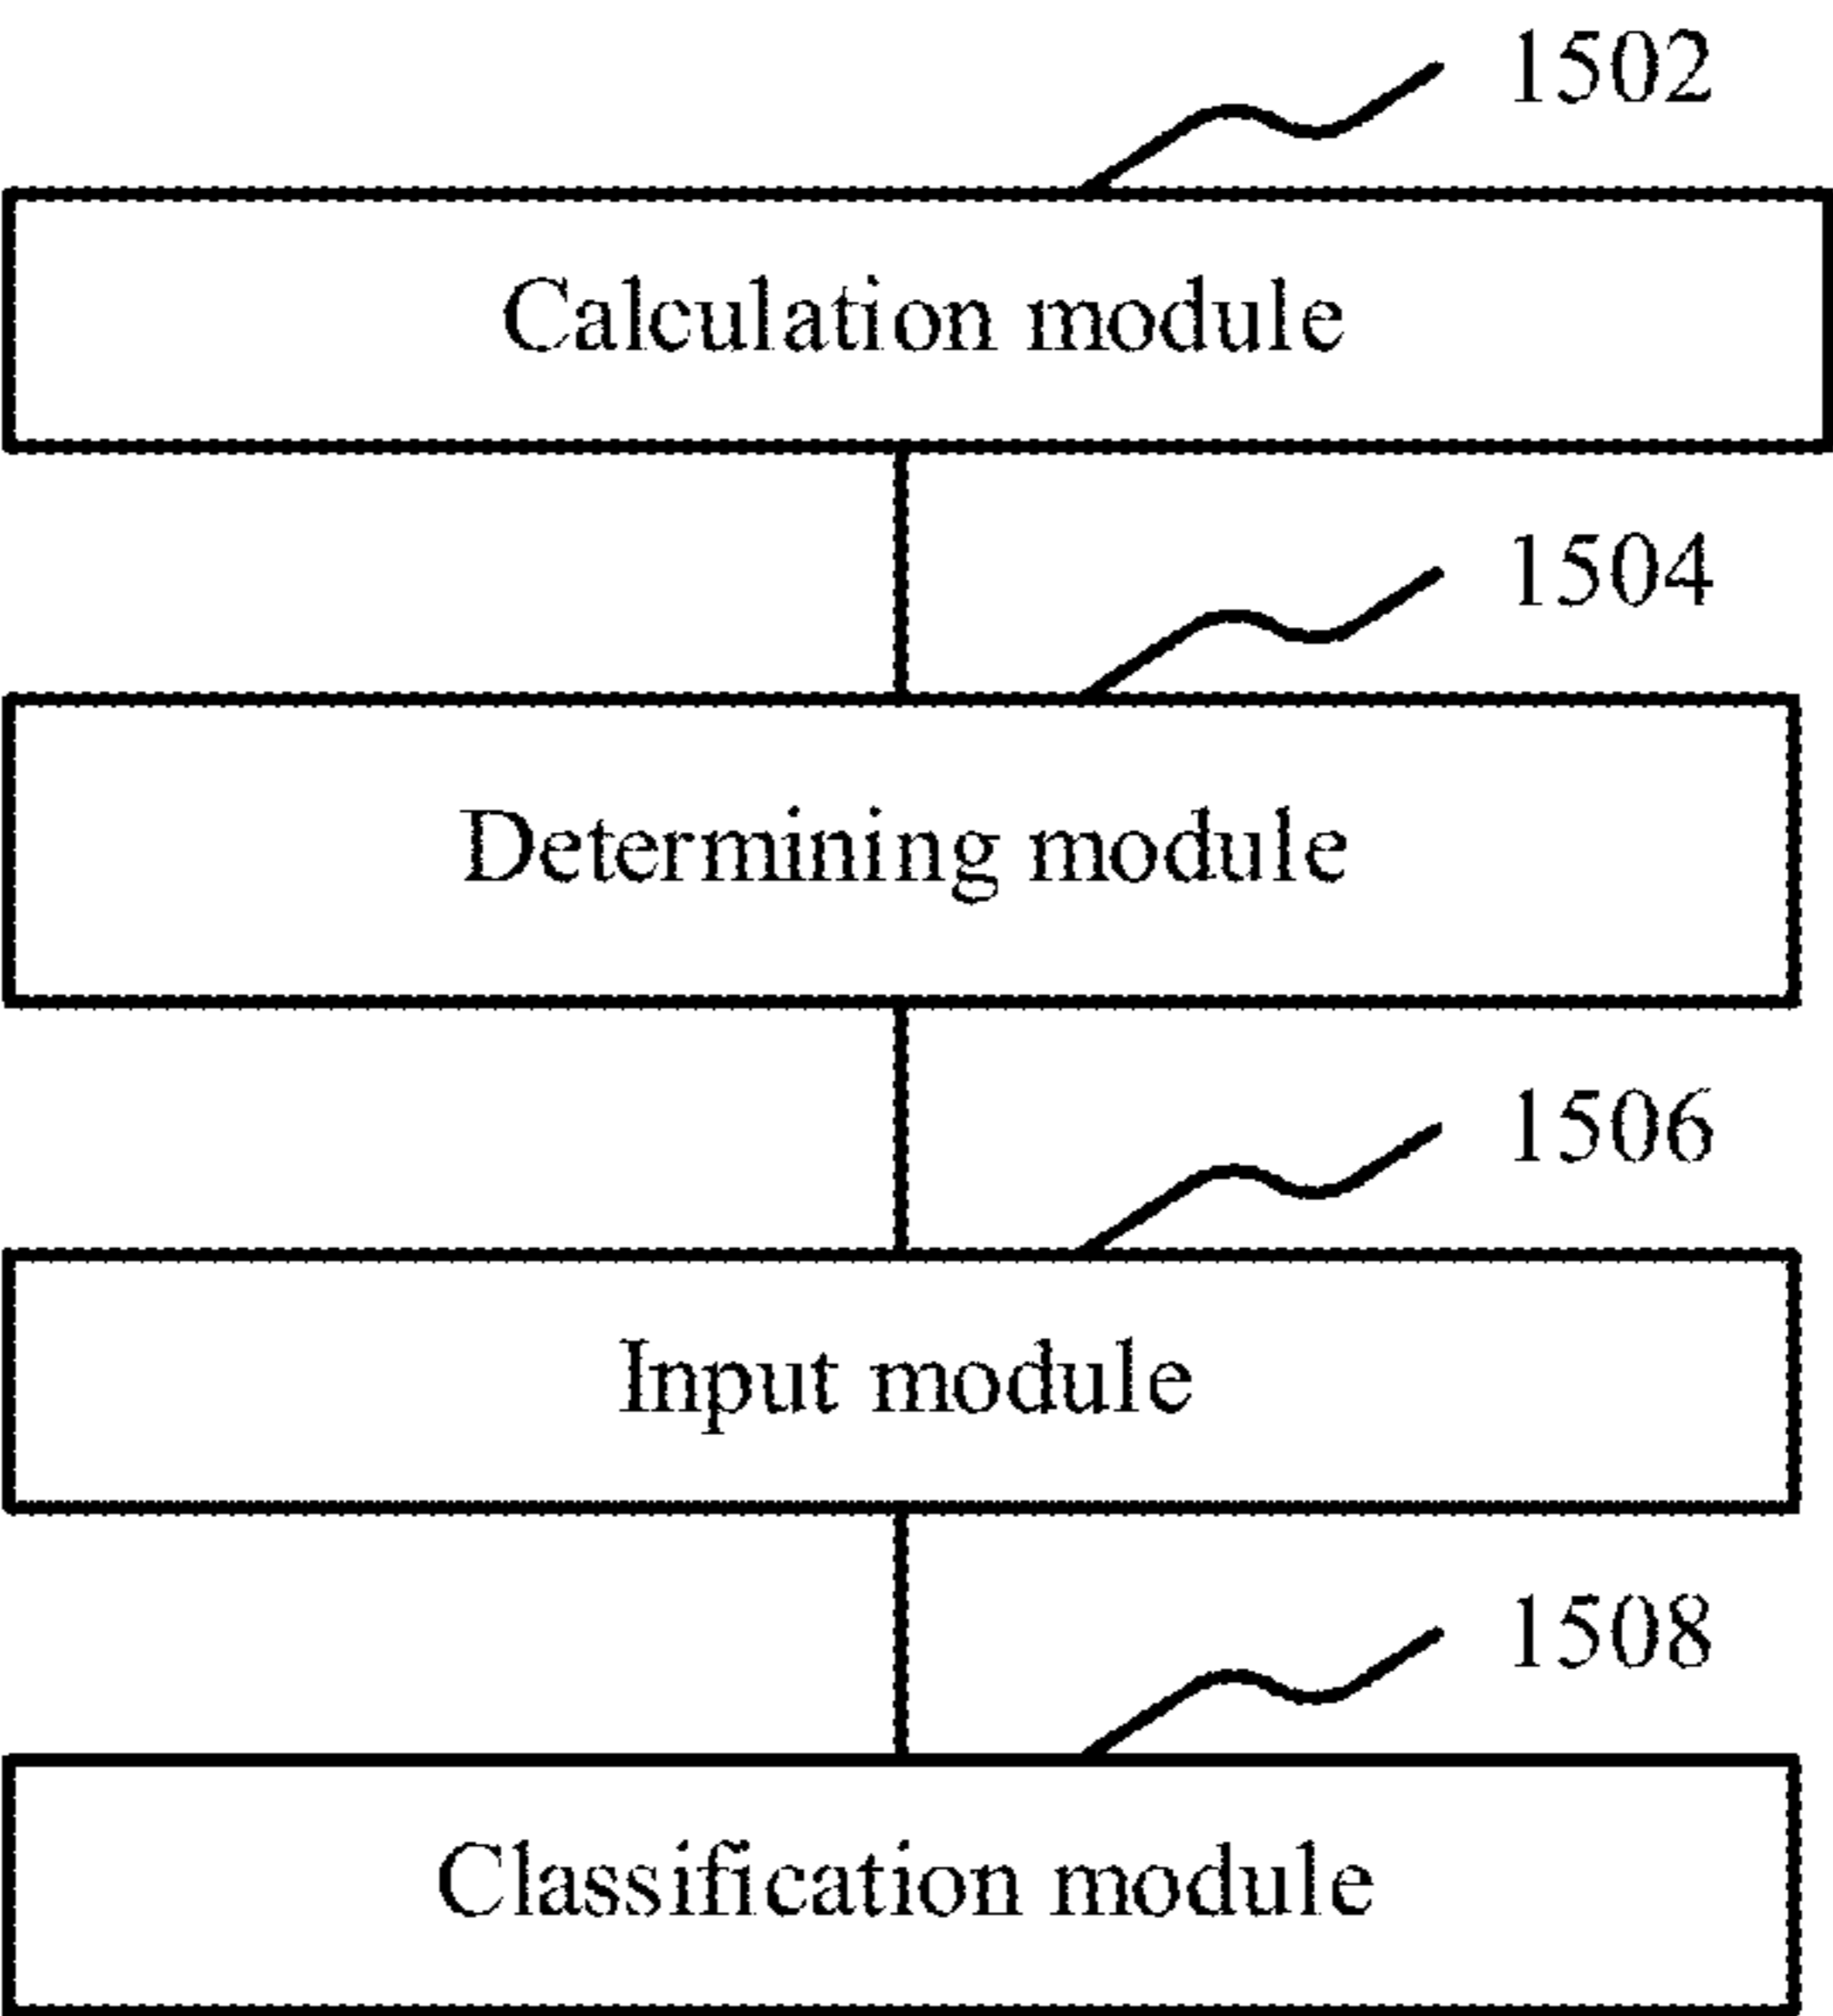 1502
Calculation module
1504
Determining module
1506
Input module
1508
Classification module